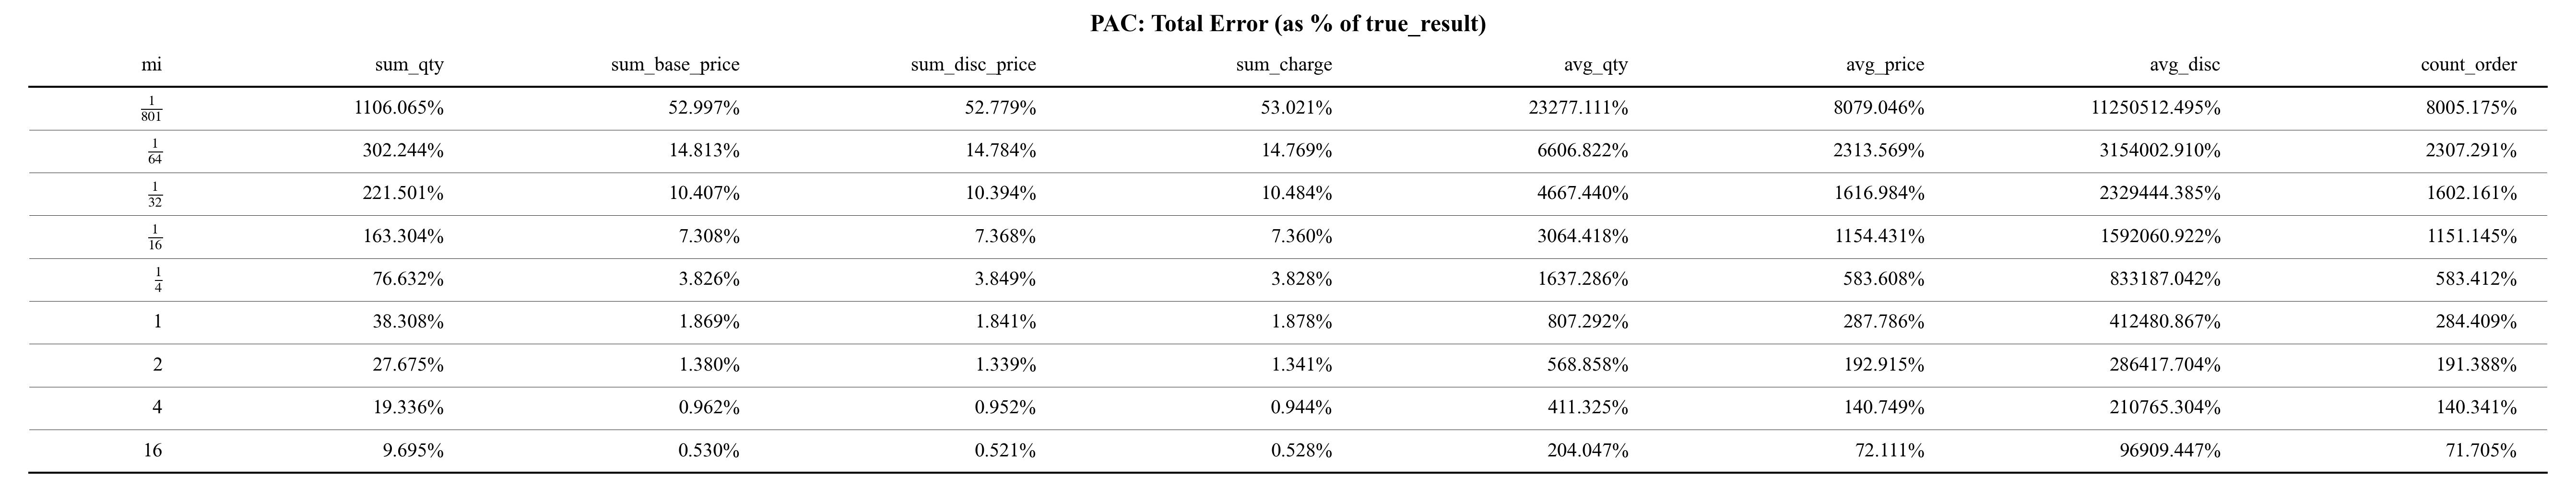 PAC: Total Error (as % of true_result)
mi sum_qty sum_base_price sum_disc_price sum_charge avg_qty avg_price avg_disc count_order
1/801 1106.065% 52.997% 52.779% 53.021% 23277.111% 8079.046% 11250512.495% 8005.175%
1/64 302.244% 14.813% 14.784% 14.769% 6606.822% 2313.569% 3154002.910% 2307.291%
1/32 221.501% 10.407% 10.394% 10.484% 4667.440% 1616.984% 2329444.385% 1602.161%
1/16 163.304% 7.308% 7.368% 7.360% 3064.418% 1154.431% 1592060.922% 1151.145%
1/4 76.632% 3.826% 3.849% 3.828% 1637.286% 583.608% 833187.042% 583.412%
1 38.308% 1.869% 1.841% 1.878% 807.292% 287.786% 412480.867% 284.409%
2 27.675% 1.380% 1.339% 1.341% 568.858% 192.915% 286417.704% 191.388%
4 19.336% 0.962% 0.952% 0.944% 411.325% 140.749% 210765.304% 140.341%
16 9.695% 0.530% 0.521% 0.528% 204.047% 72.111% 96909.447% 71.705%